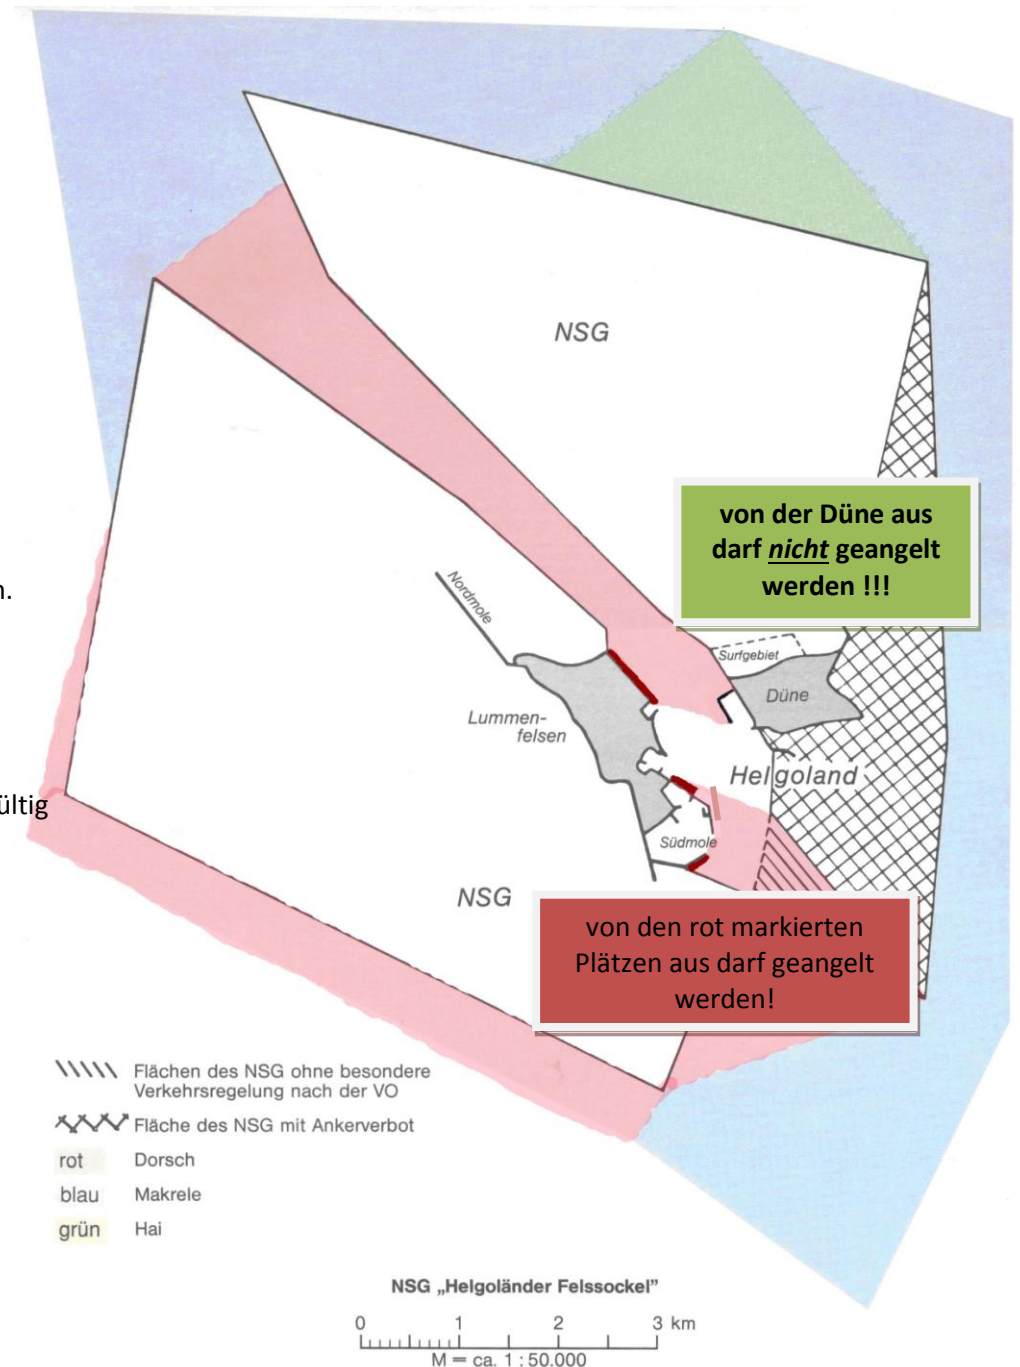 NSG
von der Düne aus
darf nicht geangelt
werden !!!
n.
Nordmole
Surfgebiet
Düne
Lummen-
felsen
Helgoland
ültig
Südmole
NSG
von den rot markierten
Plätzen aus darf geangelt
werden!
Flächen des NSG ohne besondere
Verkehrsregelung nach der VO
Fläche des NSG mit Ankerverbot
rot Dorsch
blau Makrele
grün Hai
NSG „Helgoländer Felssockel”
0 1 2 3 km
M = ca. 1 : 50.000